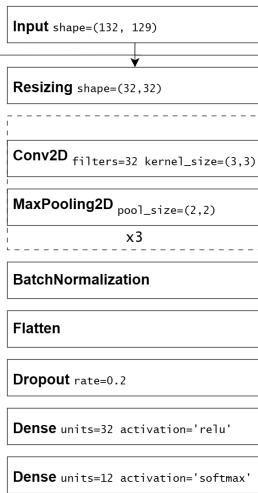 Input shape=(132, 129)
Resizing shape=(32,32)
Conv2D filters=32 kernel_size=(3,3)
MaxPooling2D pool_size=(2,2)
x3
BatchNormalization
Flatten
Dropout rate=0.2
Dense units=32 activation='relu'
Dense units=12 activation='softmax'